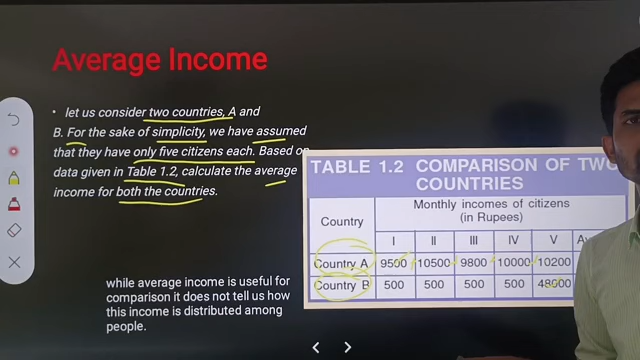 Average Income
• let us consider two countries, A and
B. For the sake of simplicity, we have assumed
that they have only five citizens each. Based on
data given in Table 1.2, calculate the average
income for both the countries.
TABLE 1.2 COMPARISON OF TWO
COUNTRIES
Country
Monthly incomes of citizens
(in Rupees)
I II III IV V
Country A 9500 10500 9800 10000 10200
Country B 500 500 500 500 48000
while average income is useful for
comparison it does not tell us how
this income is distributed among
people.